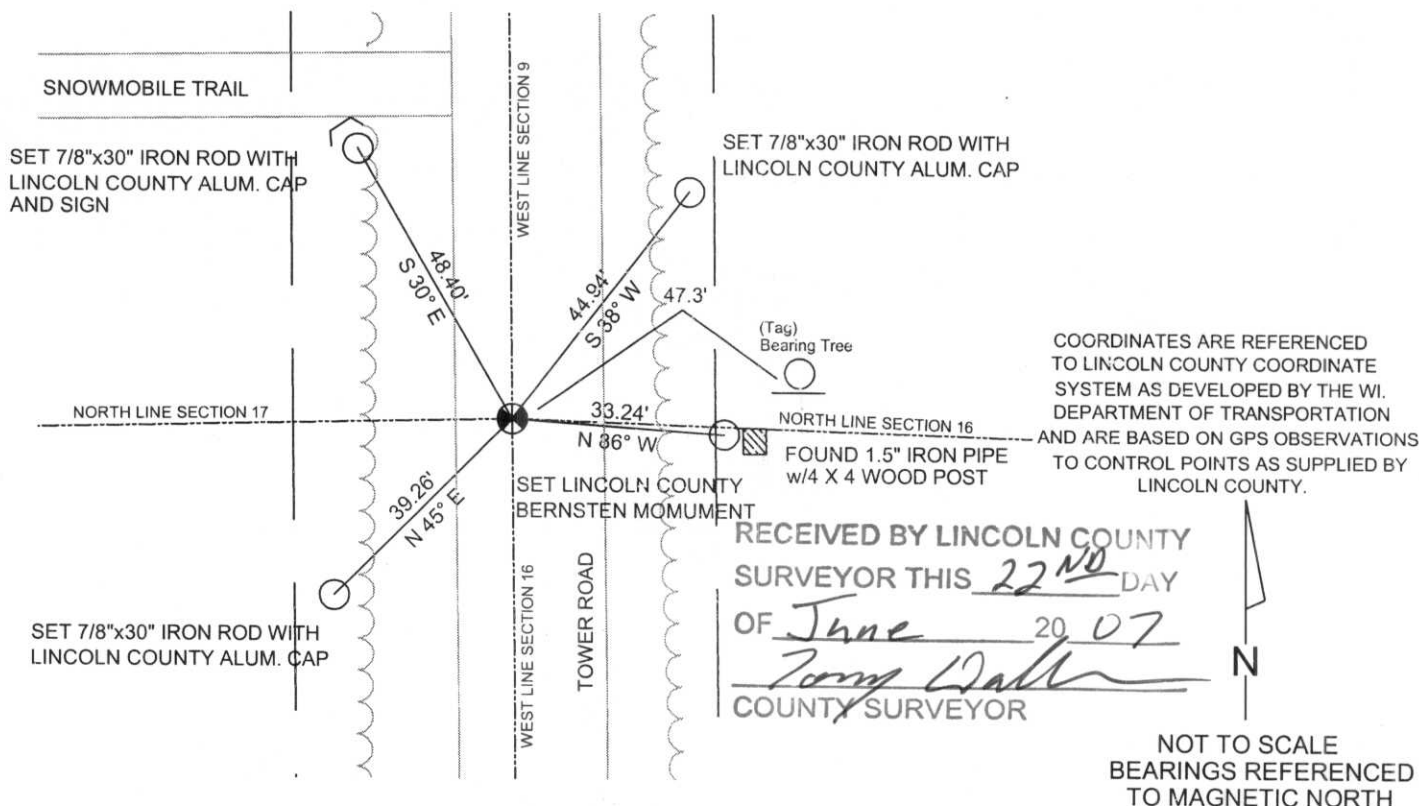 SNOWMOBILE TRAIL
SET 7/8"x30" IRON ROD WITH
LINCOLN COUNTY ALUM. CAP
AND SIGN
WEST LINE SECTION 9
SET 7/8"x30" IRON ROD WITH
LINCOLN COUNTY ALUM. CAP
48.40'
S 30° E
44.94'
S 38° W
47.3'
(Tag)
Bearing Tree
COORDINATES ARE REFERENCED
TO LINCOLN COUNTY COORDINATE
SYSTEM AS DEVELOPED BY THE WI.
DEPARTMENT OF TRANSPORTATION
AND ARE BASED ON GPS OBSERVATIONS
TO CONTROL POINTS AS SUPPLIED BY
LINCOLN COUNTY.
NORTH LINE SECTION 17
33.24'
N 86° W
NORTH LINE SECTION 16
FOUND 1.5" IRON PIPE
w/4 X 4 WOOD POST
39.26'
N 45° E
SET LINCOLN COUNTY
BERNSTEN MOMUMENT
SET 7/8"x30" IRON ROD WITH
LINCOLN COUNTY ALUM. CAP
WEST LINE SECTION 16
TOWER ROAD
RECEIVED BY LINCOLN COUNTY
SURVEYOR THIS 22ND DAY
OF June 20 07
COUNTY SURVEYOR
N
NOT TO SCALE
BEARINGS REFERENCED
TO MAGNETIC NORTH